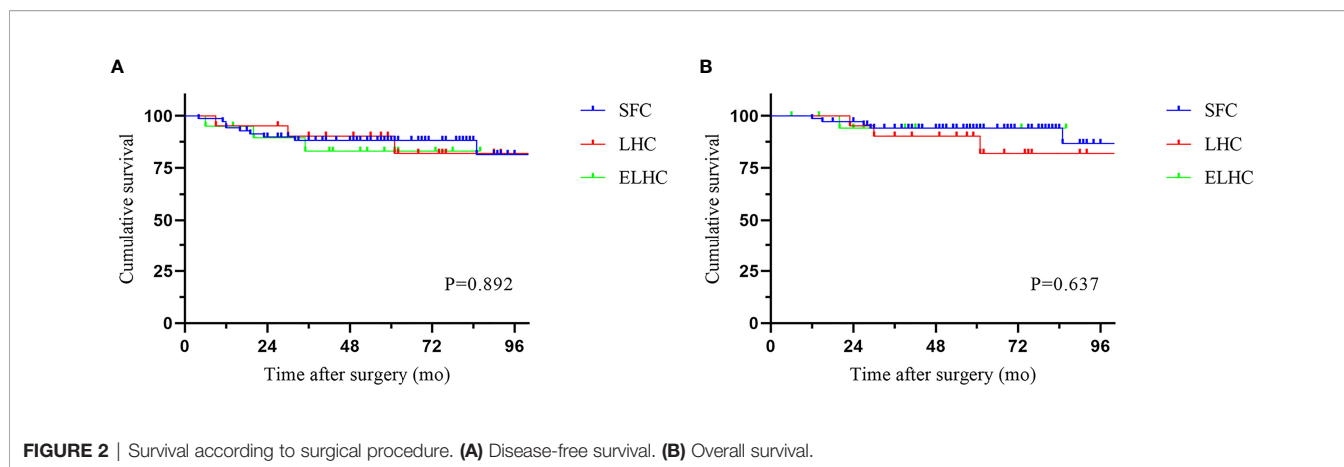 A
100
75
50
25
0
Cumulative survival
0 24 48 72 96
Time after surgery (mo)
P=0.892
SFC
LHC
ELHC
B
100
75
50
25
0
Cumulative survival
0 24 48 72 96
Time after surgery (mo)
P=0.637
SFC
LHC
ELHC
FIGURE 2 | Survival according to surgical procedure. (A) Disease-free survival. (B) Overall survival.